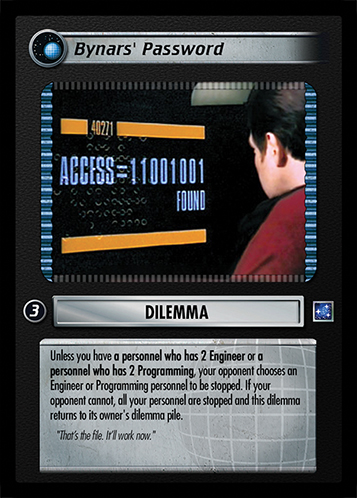 Bynars' Password
40271
ACCESS=11001001
FOUND
3
DILEMMA
Unless you have a personnel who has 2 Engineer or a
personnel who has 2 Programming, your opponent chooses an
Engineer or Programming personnel to be stopped. If your
opponent cannot, all your personnel are stopped and this dilemma
returns to its owner's dilemma pile.
"That's the file. It'll work now."